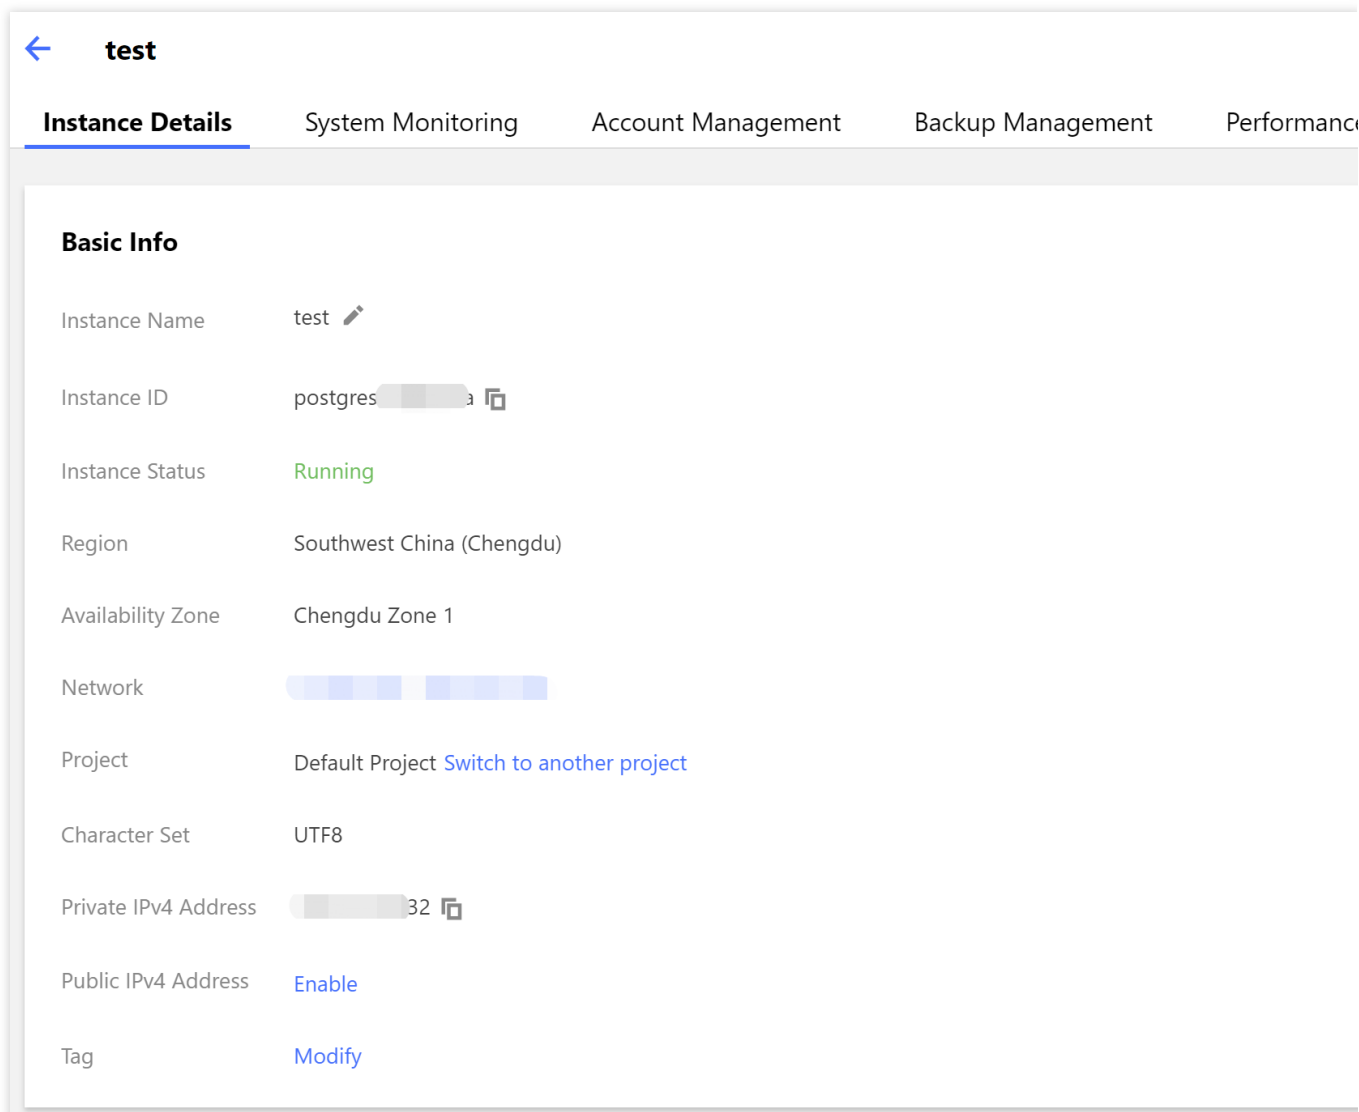 test
Instance Details System Monitoring Account Management Backup Management Performance
Basic Info
Instance Name test
Instance ID postgres a
Instance Status Running
Region Southwest China (Chengdu)
Availability Zone Chengdu Zone 1
Network
Project Default Project Switch to another project
Character Set UTF8
Private IPv4 Address 32
Public IPv4 Address Enable
Tag Modify